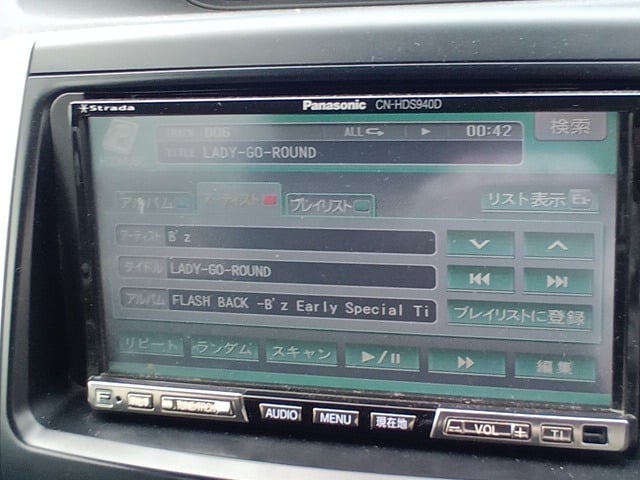 Strada Panasonic CN-HDS940D
TRACK 006 ALL 00:42 検索
TITLE LADY-GO-ROUND
アルバム アーティスト プレイリスト リスト表示
アーティスト B'z
タイトル LADY-GO-ROUND
アルバム FLASH BACK -B'z Early Special Ti
プレイリストに登録
リピート ランダム スキャン 編集
AUDIO MENU 現在地 VOL